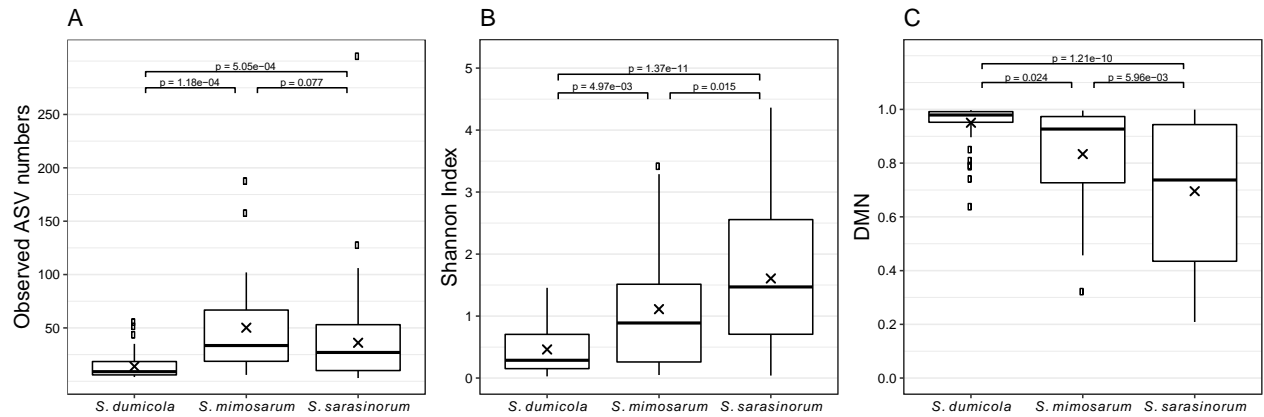 A
Observed ASV numbers
250
200
150
100
50
p = 5.05e−04
p = 1.18e−04
p = 0.077
S. dumicola
S. mimosarum
S. sarasinorum
B
Shannon Index
5
4
3
2
1
0
p = 1.37e−11
p = 4.97e−03
p = 0.015
S. dumicola
S. mimosarum
S. sarasinorum
C
DMN
1.0
0.8
0.6
0.4
0.2
0.0
p = 1.21e−10
p = 0.024
p = 5.96e−03
S. dumicola
S. mimosarum
S. sarasinorum